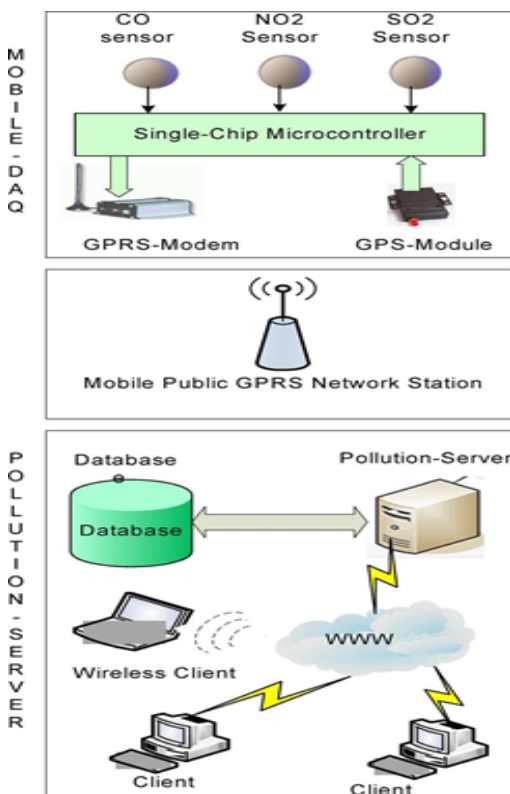 MOBILE-DAQ
CO sensor
NO2 Sensor
SO2 Sensor
Single-Chip Microcontroller
GPRS-Modem
GPS-Module
Mobile Public GPRS Network Station
POLLUTION-SERVER
Database
Pollution-Server
Database
WWW
Wireless Client
Client
Client